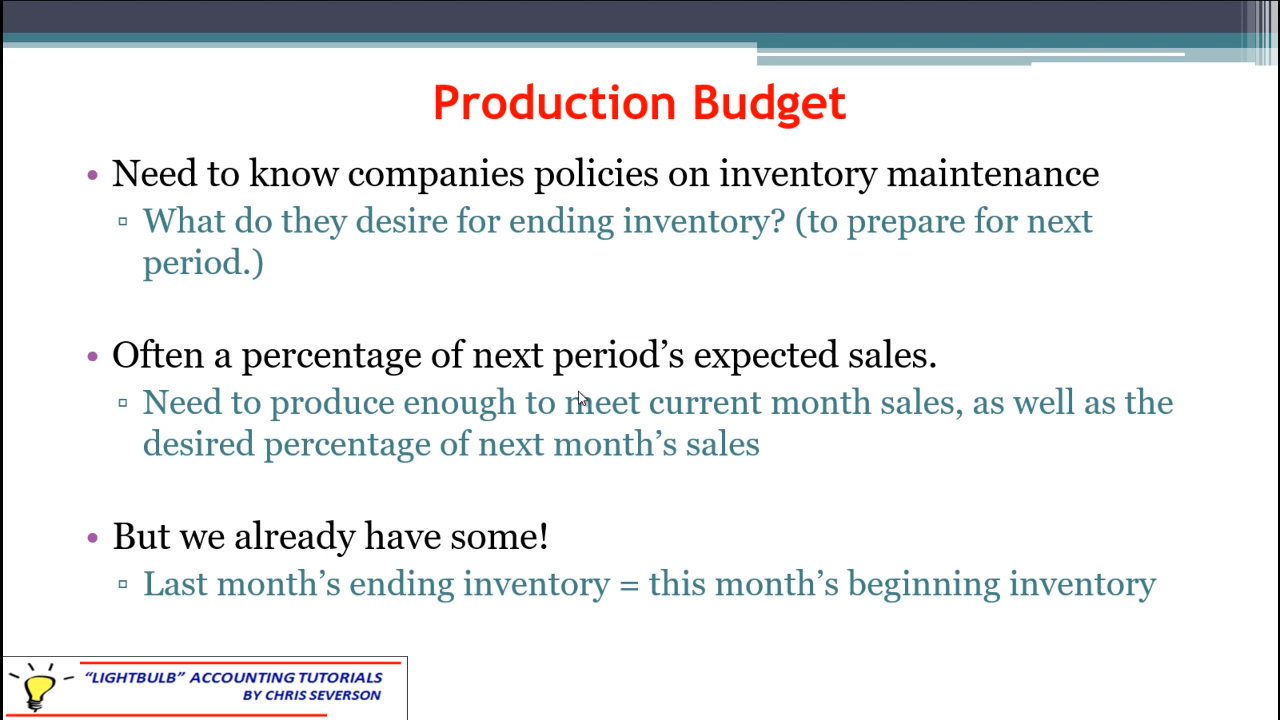 Production Budget
• Need to know companies policies on inventory maintenance
▫ What do they desire for ending inventory? (to prepare for next
period.)
• Often a percentage of next period’s expected sales.
▫ Need to produce enough to meet current month sales, as well as the
desired percentage of next month’s sales
• But we already have some!
▫ Last month’s ending inventory = this month’s beginning inventory
“LIGHTBULB” ACCOUNTING TUTORIALS
BY CHRIS SEVERSON